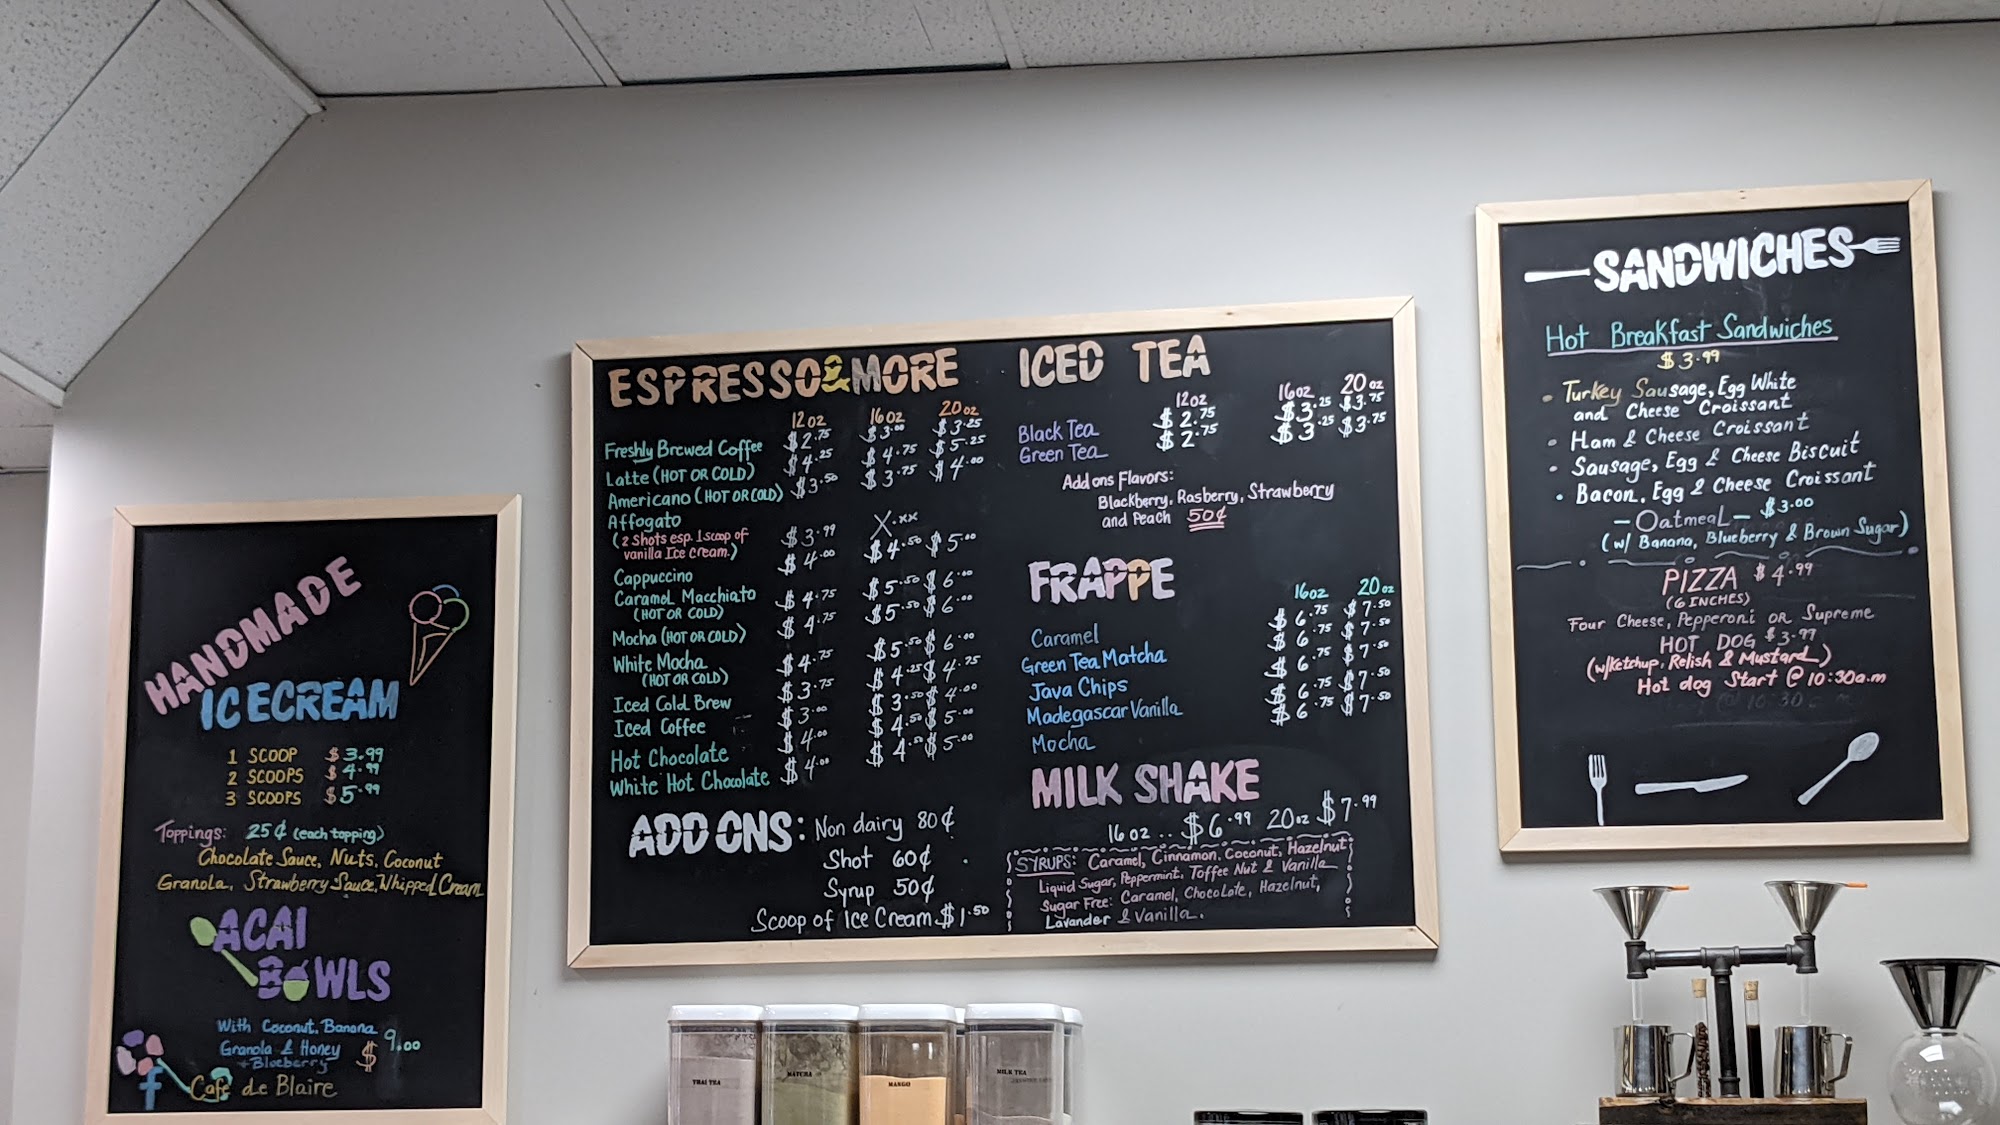 HANDMADE
ICECREAM
1 SCOOP $3.99
2 SCOOPS $4.99
3 SCOOPS $5.99
Toppings: 25¢ (each topping)
Chocolate Sauce, Nuts, Coconut
Granola, Strawberry Sauce, Whipped Cream
ACAI
BOWLS
With Coconut, Banana
Granola & Honey $9.00
+ Blueberry
f Cafe de Blaire
ESPRESSO & MORE
12oz 16oz 20oz
Freshly Brewed Coffee $2.75 $3.00 $3.25
Latte (HOT OR COLD) $4.25 $4.75 $5.25
Americano (HOT OR COLD) $3.50 $3.75 $4.00
Affogato
(2 Shots esp. 1 scoop of $3.99 X.xx
vanilla Ice cream.)
Cappuccino $4.00 $4.50 $5.00
Caramel Macchiato $4.75 $5.50 $6.00
(HOT OR COLD)
Mocha (HOT OR COLD) $4.75 $5.50 $6.00
White Mocha $4.75 $5.50 $6.00
(HOT OR COLD)
Iced Cold Brew $3.75 $4.25 $4.75
Iced Coffee $3.00 $3.50 $4.00
Hot Chocolate $4.00 $4.50 $5.00
White Hot Chocolate $4.00 $4.50 $5.00
ADD ONS: Non dairy 80¢
Shot 60¢
Syrup 50¢
Scoop of Ice Cream $1.50
ICED TEA
12oz 16oz 20oz
Black Tea $2.75 $3.25 $3.75
Green Tea $2.75 $3.25 $3.75
Add ons Flavors:
Blackberry, Rasberry, Strawberry
and Peach 50¢
FRAPPE
16oz 20oz
Caramel $6.75 $7.50
Green Tea Matcha $6.75 $7.50
Java Chips $6.75 $7.50
Madegascar Vanilla $6.75 $7.50
Mocha $6.75 $7.50
MILK SHAKE
16oz .. $6.99 20oz $7.99
SYRUPS: Caramel, Cinnamon, Coconut, Hazelnut
Liquid Sugar, Peppermint, Toffee Nut & Vanilla
Sugar Free: Caramel, Chocolate, Hazelnut,
Lavander & Vanilla.
SANDWICHES
Hot Breakfast Sandwiches
$3.99
• Turkey Sausage, Egg White
and Cheese Croissant
• Ham & Cheese Croissant
• Sausage, Egg & Cheese Biscuit
• Bacon, Egg & Cheese Croissant
– Oatmeal – $3.00
(w/ Banana, Blueberry & Brown Sugar)
PIZZA $4.99
(6 INCHES)
Four Cheese, Pepperoni OR Supreme
HOT DOG $3.99
(w/Ketchup, Relish & Mustard)
Hot dog Start @ 10:30a.m
@ 10:30 a.m
THAI TEA
MATCHA
MANGO
MILK TEA